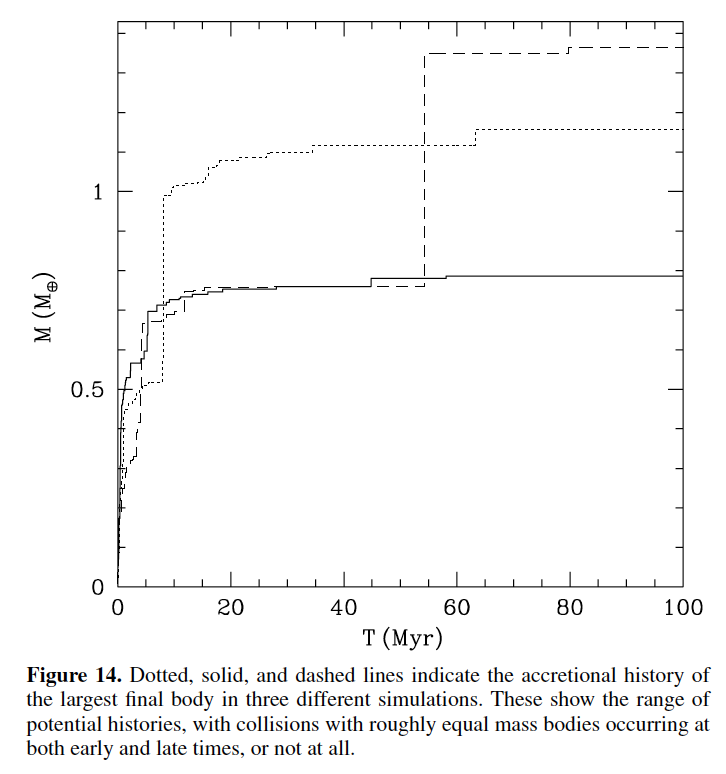 1
0.5
0
M (M⊕)
0 20 40 60 80 100
T (Myr)
Figure 14. Dotted, solid, and dashed lines indicate the accretional history of
the largest final body in three different simulations. These show the range of
potential histories, with collisions with roughly equal mass bodies occurring at
both early and late times, or not at all.